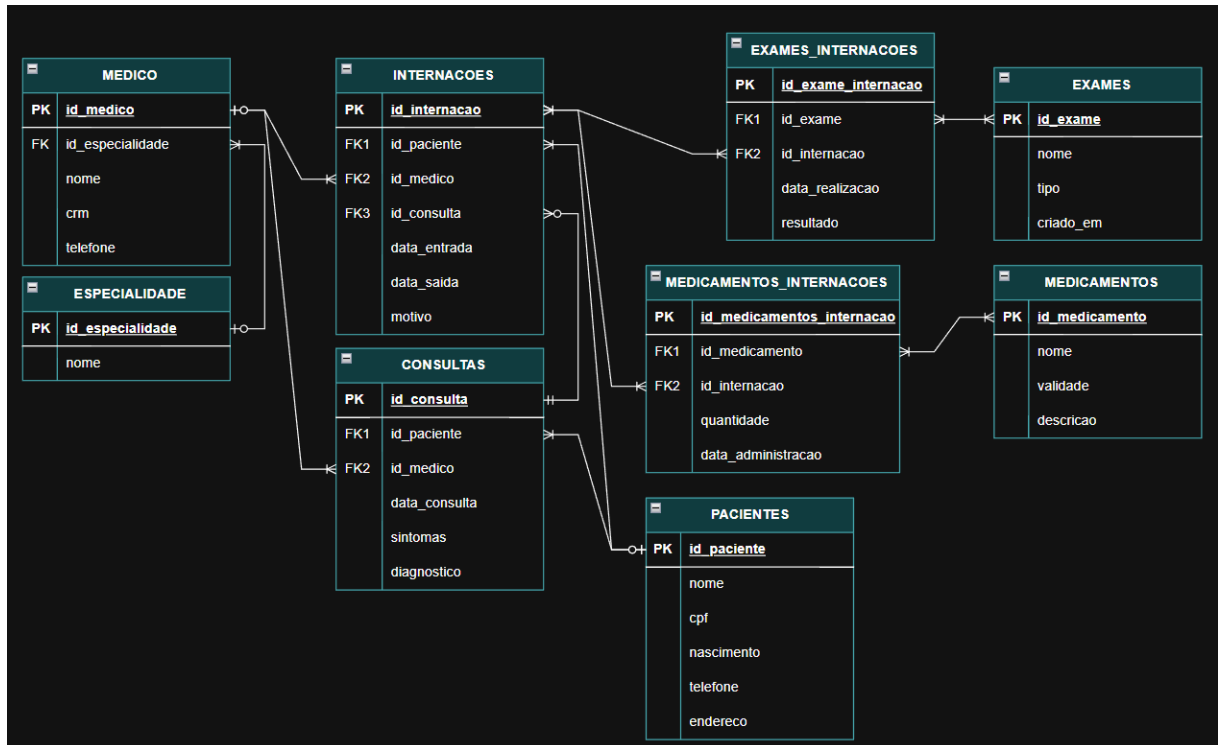 MEDICO
PK id_medico
FK id_especialidade
nome
crm
telefone
ESPECIALIDADE
PK id_especialidade
nome
INTERNACOES
PK id_internacao
FK1 id_paciente
FK2 id_medico
FK3 id_consulta
data_entrada
data_saida
motivo
CONSULTAS
PK id_consulta
FK1 id_paciente
FK2 id_medico
data_consulta
sintomas
diagnostico
EXAMES_INTERNACOES
PK id_exame_internacao
FK1 id_exame
FK2 id_internacao
data_realizacao
resultado
EXAMES
PK id_exame
nome
tipo
criado_em
MEDICAMENTOS_INTERNACOES
PK id_medicamentos_internacao
FK1 id_medicamento
FK2 id_internacao
quantidade
data_administracao
MEDICAMENTOS
PK id_medicamento
nome
validade
descricao
PACIENTES
PK id_paciente
nome
cpf
nascimento
telefone
endereco